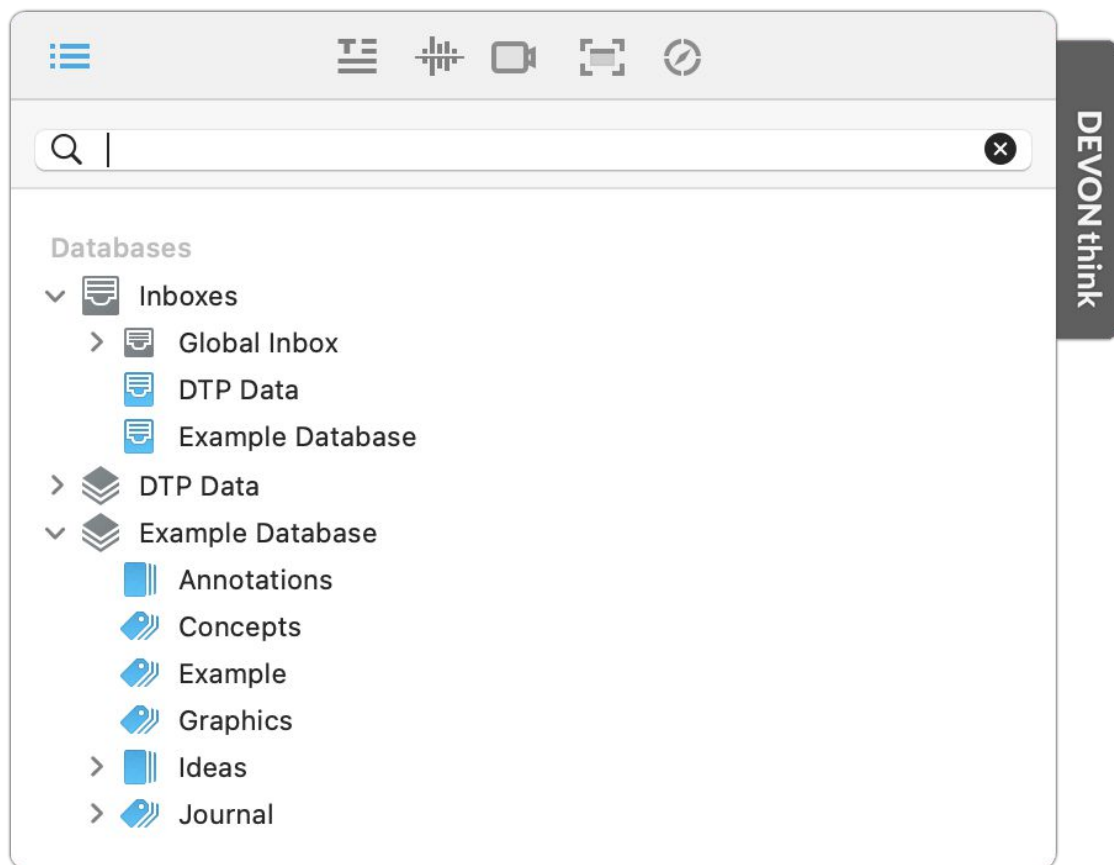 DEVONthink
Databases
Inboxes
Global Inbox
DTP Data
Example Database
DTP Data
Example Database
Annotations
Concepts
Example
Graphics
Ideas
Journal